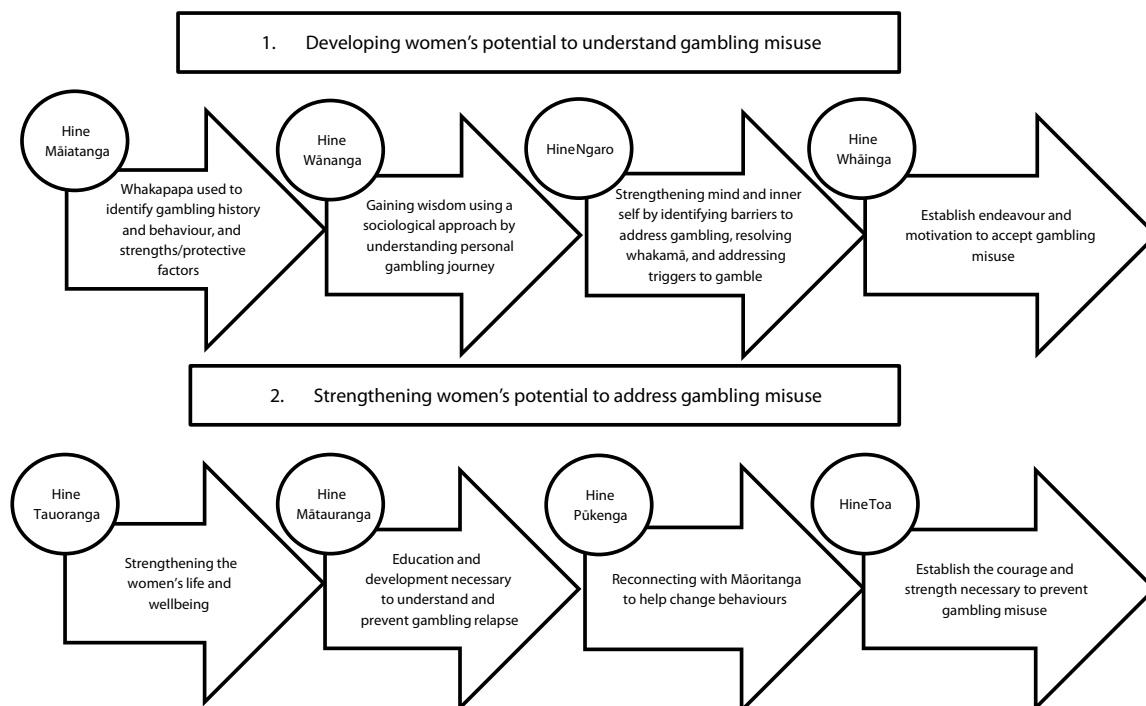 1. Developing women’s potential to understand gambling misuse
Hine
Māiatanga
Whakapapa used to
identify gambling history
and behaviour, and
strengths/protective
factors
Hine
Wānanga
Gaining wisdom using a
sociological approach by
understanding personal
gambling journey
HineNgaro
Strengthening mind and inner
self by identifying barriers to
address gambling, resolving
whakamā, and addressing
triggers to gamble
Hine
Whāinga
Establish endeavour and
motivation to accept gambling
misuse
2. Strengthening women’s potential to address gambling misuse
Hine
Tauoranga
Strengthening the
women’s life and
wellbeing
Hine
Mātauranga
Education and
development necessary
to understand and
prevent gambling relapse
Hine
Pūkenga
Reconnecting with Māoritanga
to help change behaviours
HineToa
Establish the courage and
strength necessary to prevent
gambling misuse